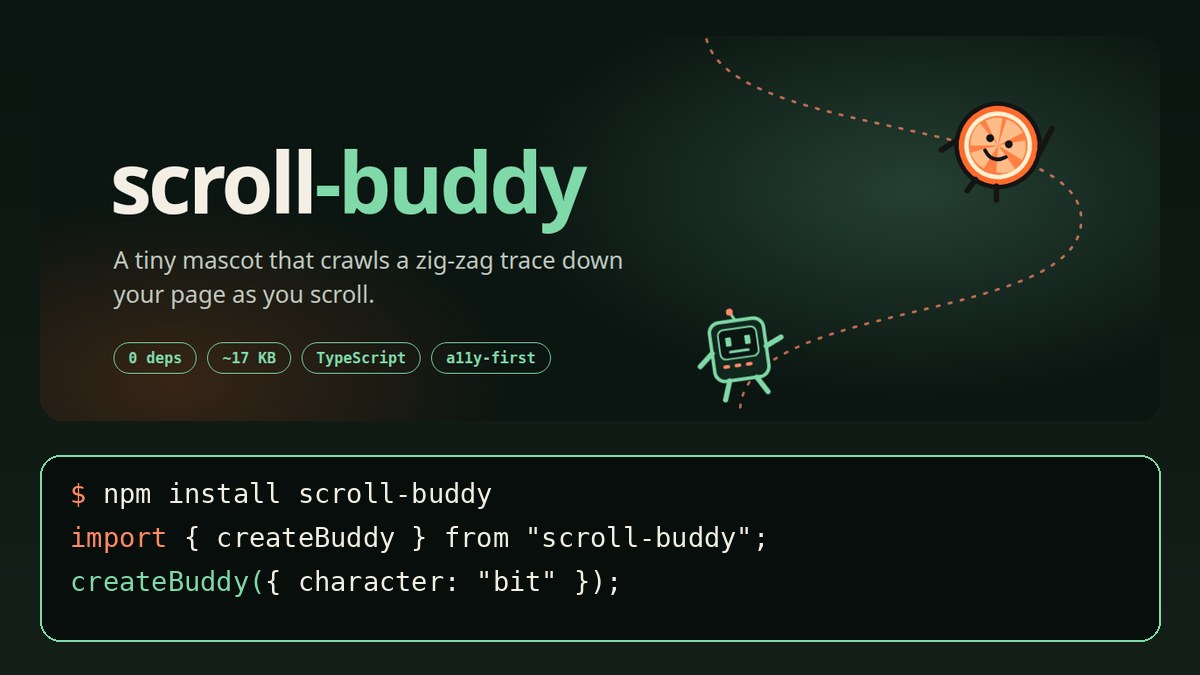 scroll-buddy
A tiny mascot that crawls a zig-zag trace down
your page as you scroll.
0 deps ~17 KB TypeScript a11y-first
$ npm install scroll-buddy
import { createBuddy } from "scroll-buddy";
createBuddy({ character: "bit" });